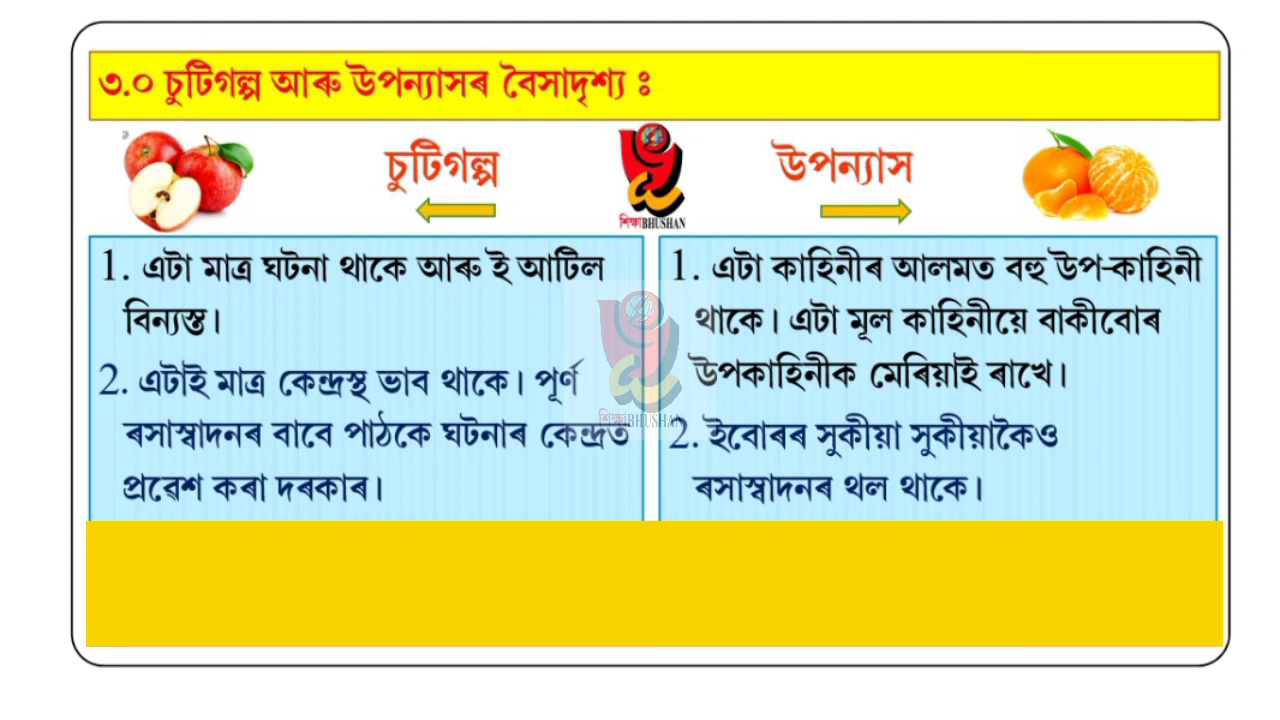 ৩.০ চুটিগল্প আৰু উপন্যাসৰ বৈসাদৃশ্য ঃ
চুটিগল্প
উপন্যাস
শিক্ষাBHUSHAN
1. এটা মাত্ৰ ঘটনা থাকে আৰু ই আটিল
বিন্যস্ত।
2. এটাই মাত্ৰ কেন্দ্ৰস্থ ভাব থাকে। পূৰ্ণ
ৰসাস্বাদনৰ বাবে পাঠকে ঘটনাৰ কেন্দ্ৰত
প্ৰৱেশ কৰা দৰকাৰ।
1. এটা কাহিনীৰ আলমত বহু উপ-কাহিনী
থাকে। এটা মূল কাহিনীয়ে বাকীবোৰ
উপকাহিনীক মেৰিয়াই ৰাখে।
2. ইবোৰৰ সুকীয়া সুকীয়াকৈও
ৰসাস্বাদনৰ থল থাকে।
শিক্ষাBHUSHAN